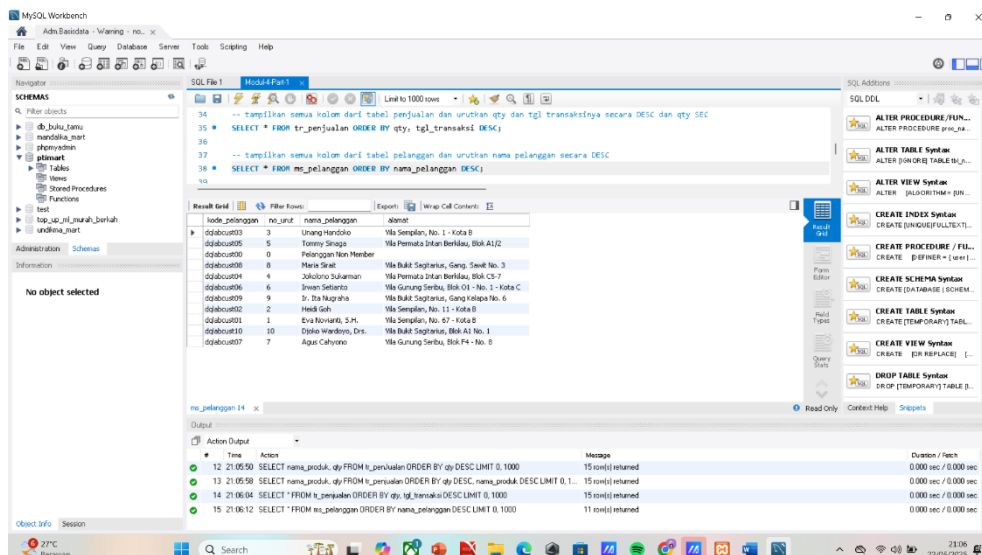 MySQL Workbench
Adm.Basisdata - Warning - no...
File Edit View Query Database Server Tools Scripting Help
Navigator
SCHEMAS
Filter objects
db_buku_tamu
mandalika_mart
phpmyadmin
ptimart
Tables
Views
Stored Procedures
Functions
test
top_up_ml_murah_berkah
undikma_mart
Administration Schemas
Information
No object selected
Object Info Session
SQL File 1 Modul-4-Part-1
Limit to 1000 rows
34 -- tampilkan semua kolom dari tabel penjualan dan urutkan qty dan tgl transaksinya secara DESC dan qty SEC
35 SELECT * FROM tr_penjualan ORDER BY qty, tgl_transaksi DESC;
36
37 -- tampilkan semua kolom dari tabel pelanggan dan urutkan nama pelanggan secara DESC
38 SELECT * FROM ms_pelanggan ORDER BY nama_pelanggan DESC;
39
Result Grid Filter Rows: Export: Wrap Cell Content:
kode_pelanggan no_urut nama_pelanggan alamat
dqlabcust03 3 Unang Handoko Vila Sempilan, No. 1 - Kota B
dqlabcust05 5 Tommy Sinaga Vila Permata Intan Berkilau, Blok A1/2
dqlabcust00 0 Pelanggan Non Member
dqlabcust08 8 Maria Sirait Vila Bukit Sagitarius, Gang. Sawit No. 3
dqlabcust04 4 Jokolono Sukarman Vila Permata Intan Berkilau, Blok C5-7
dqlabcust06 6 Irwan Setianto Vila Gunung Seribu, Blok O1 - No. 1 - Kota C
dqlabcust09 9 Ir. Ita Nugraha Vila Bukit Sagitarius, Gang Kelapa No. 6
dqlabcust02 2 Heidi Goh Vila Sempilan, No. 11 - Kota B
dqlabcust01 1 Eva Novianti, S.H. Vila Sempilan, No. 67 - Kota B
dqlabcust10 10 Djoko Wardoyo, Drs. Vila Bukit Sagitarius, Blok A1 No. 1
dqlabcust07 7 Agus Cahyono Vila Gunung Seribu, Blok F4 - No. 8
Result Grid
Form Editor
Field Types
Query Stats
ms_pelanggan 14
Read Only
Output
Action Output
# Time Action Message Duration / Fetch
12 21:05:50 SELECT nama_produk, qty FROM tr_penjualan ORDER BY qty DESC LIMIT 0, 1000 15 row(s) returned 0.000 sec / 0.000 sec
13 21:05:58 SELECT nama_produk, qty FROM tr_penjualan ORDER BY qty DESC, nama_produk DESC LIMIT 0, 1... 15 row(s) returned 0.000 sec / 0.000 sec
14 21:06:04 SELECT * FROM tr_penjualan ORDER BY qty, tgl_transaksi DESC LIMIT 0, 1000 15 row(s) returned 0.000 sec / 0.000 sec
15 21:06:12 SELECT * FROM ms_pelanggan ORDER BY nama_pelanggan DESC LIMIT 0, 1000 11 row(s) returned 0.000 sec / 0.000 sec
SQL Additions
SQL DDL
ALTER PROCEDURE/FUN...
ALTER PROCEDURE proc_na...
ALTER TABLE Syntax
ALTER [IGNORE] TABLE tbl_n...
ALTER VIEW Syntax
ALTER [ALGORITHM = {UN...
CREATE INDEX Syntax
CREATE [UNIQUE|FULLTEXT|...
CREATE PROCEDURE / FU...
CREATE [DEFINER = { user |...
CREATE SCHEMA Syntax
CREATE {DATABASE | SCHEM...
CREATE TABLE Syntax
CREATE [TEMPORARY] TABL...
CREATE VIEW Syntax
CREATE [OR REPLACE] [...
DROP TABLE Syntax
DROP [TEMPORARY] TABLE [I...
Context Help Snippets
6
27°C
Berawan
Search
21:06
22/05/2025